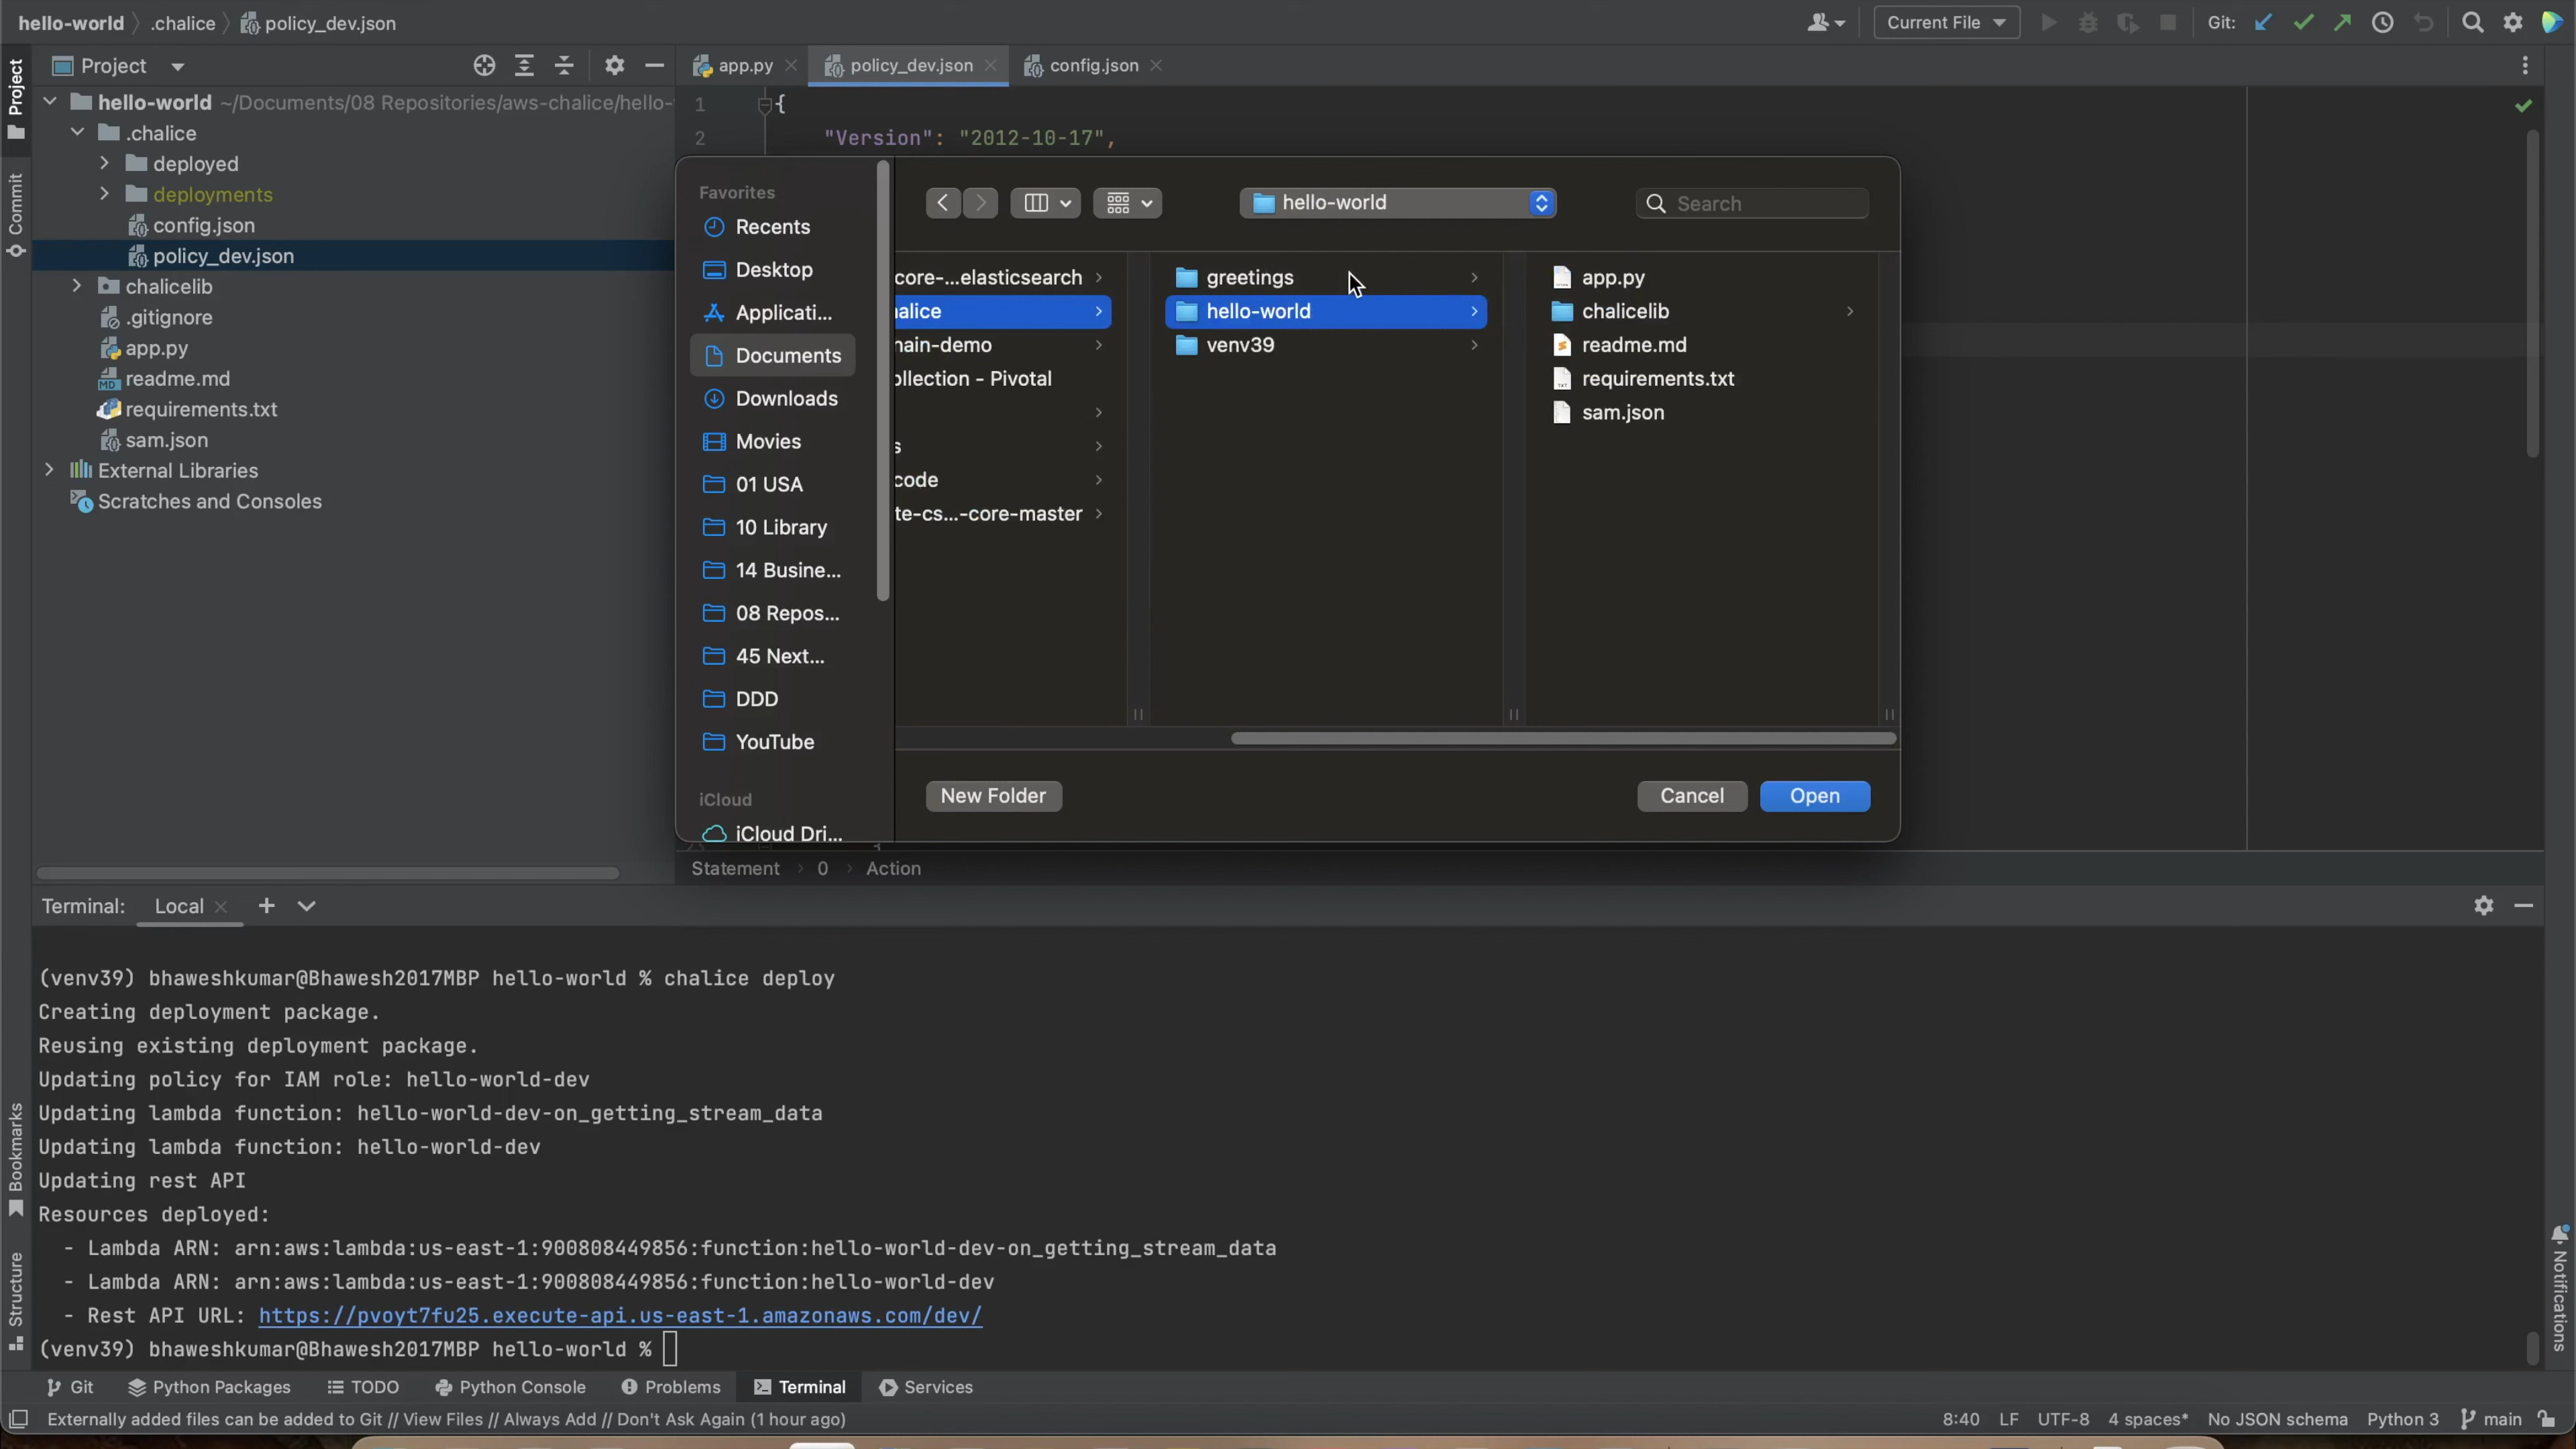 hello-world 〉 .chalice 〉 policy_dev.json
Current File
Git:
Project
app.py
policy_dev.json
config.json
Project
Commit
Bookmarks
Structure
Notifications
hello-world ~/Documents/08 Repositories/aws-chalice/hello-
.chalice
deployed
deployments
config.json
policy_dev.json
chalicelib
.gitignore
app.py
readme.md
requirements.txt
sam.json
External Libraries
Scratches and Consoles
1 {
2 "Version": "2012-10-17",
Favorites
Recents
Desktop
Applicati...
Documents
Downloads
Movies
01 USA
10 Library
14 Busine...
08 Repos...
45 Next...
DDD
YouTube
iCloud
iCloud Dri...
hello-world
Search
core-...elasticsearch
alice
nain-demo
ollection - Pivotal
s
code
te-cs...-core-master
greetings
hello-world
venv39
app.py
chalicelib
readme.md
requirements.txt
sam.json
New Folder
Cancel
Open
Statement › 0 › Action
Terminal: Local
(venv39) bhaweshkumar@Bhawesh2017MBP hello-world % chalice deploy
Creating deployment package.
Reusing existing deployment package.
Updating policy for IAM role: hello-world-dev
Updating lambda function: hello-world-dev-on_getting_stream_data
Updating lambda function: hello-world-dev
Updating rest API
Resources deployed:
- Lambda ARN: arn:aws:lambda:us-east-1:900808449856:function:hello-world-dev-on_getting_stream_data
- Lambda ARN: arn:aws:lambda:us-east-1:900808449856:function:hello-world-dev
- Rest API URL: https://pvoyt7fu25.execute-api.us-east-1.amazonaws.com/dev/
(venv39) bhaweshkumar@Bhawesh2017MBP hello-world %
Git
Python Packages
TODO
Python Console
Problems
Terminal
Services
Externally added files can be added to Git // View Files // Always Add // Don't Ask Again (1 hour ago)
8:40 LF UTF-8 4 spaces* No JSON schema Python 3 main